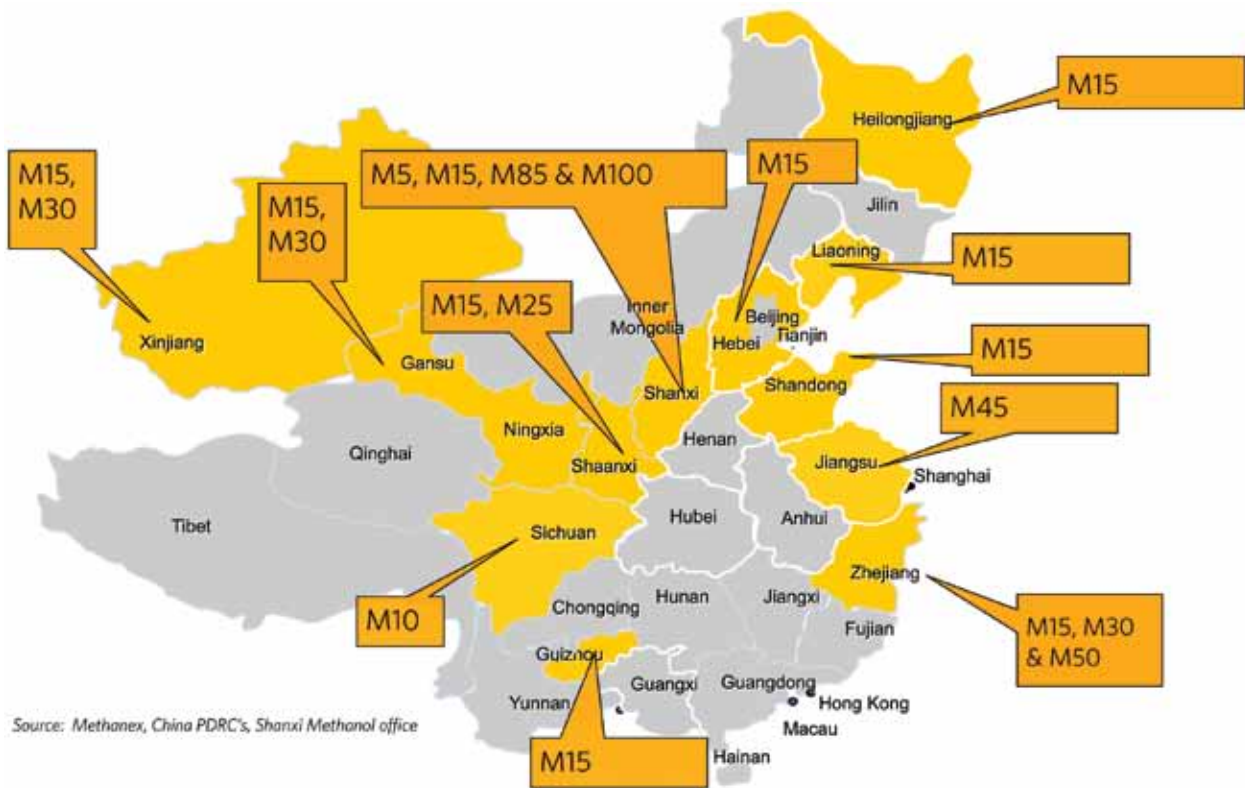 M15
Heilongjiang
M5, M15, M85 & M100
M15
M15,
M30
M15,
M30
Jilin
Liaoning
M15
M15, M25
Inner
Mongolia
Beijing
Tianjin
Xinjiang
Hebei
M15
Gansu
Shanxi
Shandong
M45
Ningxia
Henan
Qinghai
Shaanxi
Jiangsu
Shanghai
Tibet
Sichuan
Hubei
Anhui
Zhejiang
M10
Chongqing
Hunan
Jiangxi
M15, M30
& M50
Fujian
Guizhou
Guangxi
Guangdong
Yunnan
Hong Kong
Source: Methanex, China PDRC's, Shanxi Methanol office
Macau
M15
Hainan